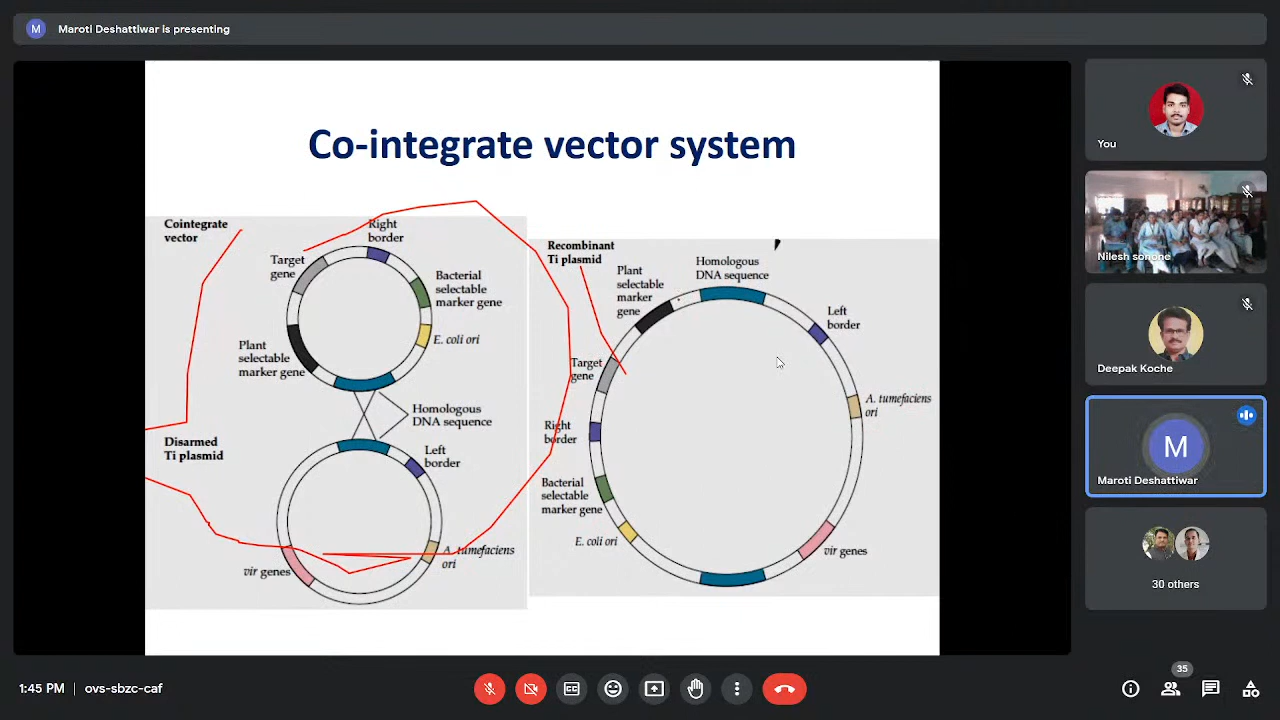 M Maroti Deshattiwar is presenting
Co-integrate vector system
Cointegrate
vector
Right
border
Target
gene
Bacterial
selectable
marker gene
E. coli ori
Plant
selectable
marker gene
Homologous
DNA sequence
Disarmed
Ti plasmid
Left
border
A. tumefaciens
ori
vir genes
Recombinant
Ti plasmid
Plant
selectable
marker
gene
Homologous
DNA sequence
Left
border
Target
gene
A. tumefaciens
ori
Right
border
Bacterial
selectable
marker gene
E. coli ori
vir genes
You
Nilesh sonone
Deepak Koche
M
Maroti Deshattiwar
30 others
1:45 PM | ovs-sbzc-caf
35